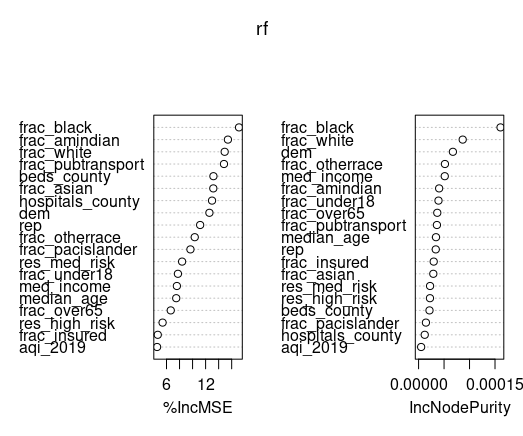 rf
frac_black
frac_amindian
frac_white
frac_pubtransport
beds_county
frac_asian
hospitals_county
dem
rep
frac_otherrace
frac_pacislander
res_med_risk
frac_under18
med_income
median_age
frac_over65
res_high_risk
frac_insured
aqi_2019
6 12
%IncMSE
frac_black
frac_white
dem
frac_otherrace
med_income
frac_amindian
frac_under18
frac_over65
frac_pubtransport
median_age
rep
frac_insured
frac_asian
res_med_risk
res_high_risk
beds_county
frac_pacislander
hospitals_county
aqi_2019
0.00000 0.00015
IncNodePurity